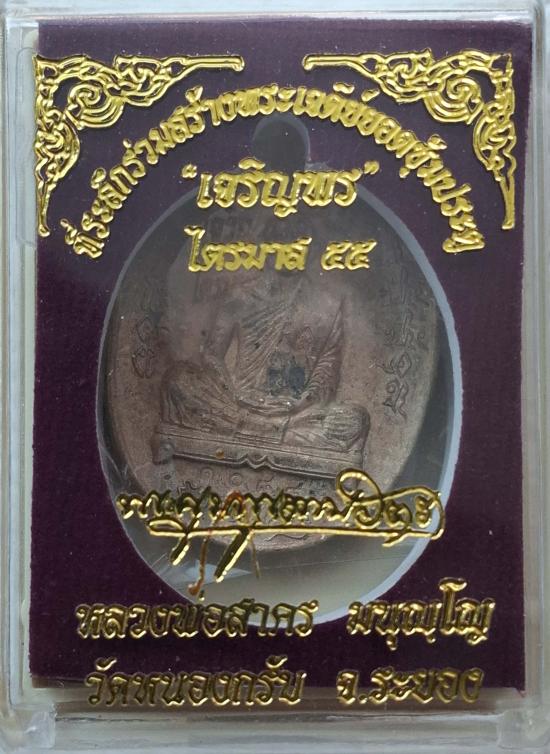 ที่ระลึกร่วมสร้างพระเจดีย์ยอดซุ้มประตู
"เจริญพร"
ไตรมาส ๕๕
หลวงพ่อสาคร มนุญฺโญ
วัดหนองกรับ จ.ระยอง